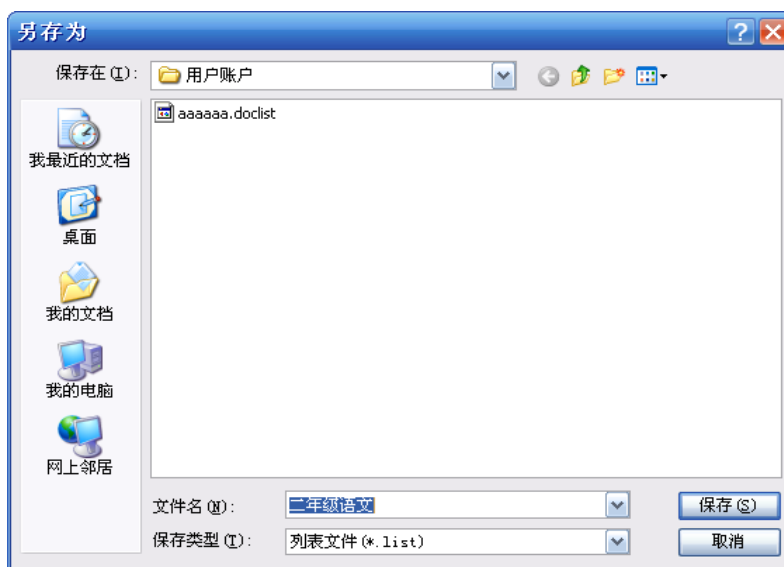 另存为
保存在(I):
用户账户
aaaaaa.doclist
我最近的文档
桌面
我的文档
我的电脑
网上邻居
文件名(N):
二年级语文
保存(S)
保存类型(T):
列表文件(*.list)
取消